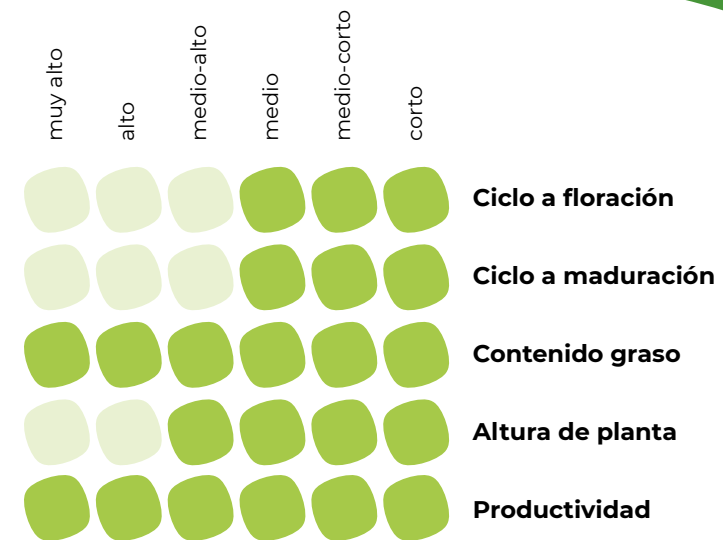 muy alto
alto
medio-alto
medio
medio-corto
corto
Ciclo a floración
Ciclo a maduración
Contenido graso
Altura de planta
Productividad